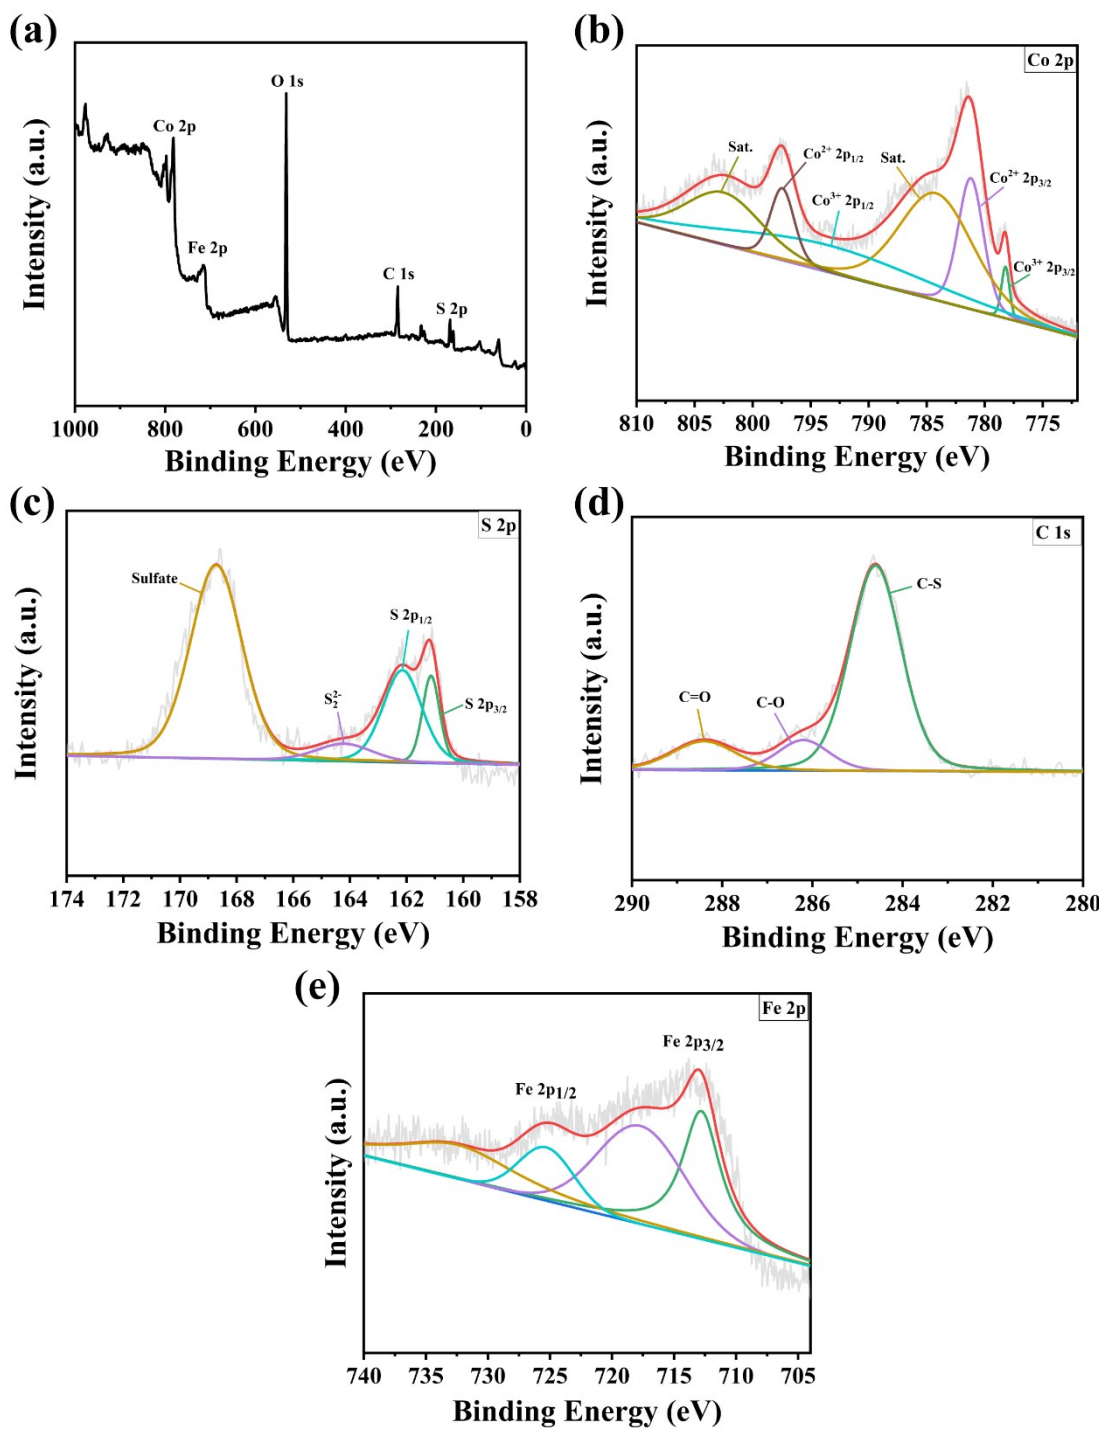 (a)
Intensity (a.u.)
O 1s
Co 2p
Fe 2p
C 1s
S 2p
1000 800 600 400 200 0
Binding Energy (eV)
(b)
Intensity (a.u.)
Co 2p
Sat.
Co²⁺ 2p₁/₂
Co³⁺ 2p₁/₂
Sat.
Co²⁺ 2p₃/₂
Co³⁺ 2p₃/₂
810 805 800 795 790 785 780 775
Binding Energy (eV)
(c)
Intensity (a.u.)
S 2p
Sulfate
S 2p₁/₂
S₂²⁻
S 2p₃/₂
174 172 170 168 166 164 162 160 158
Binding Energy (eV)
(d)
Intensity (a.u.)
C 1s
C-S
C=O
C-O
290 288 286 284 282 280
Binding Energy (eV)
(e)
Intensity (a.u.)
Fe 2p
Fe 2p₃/₂
Fe 2p₁/₂
740 735 730 725 720 715 710 705
Binding Energy (eV)